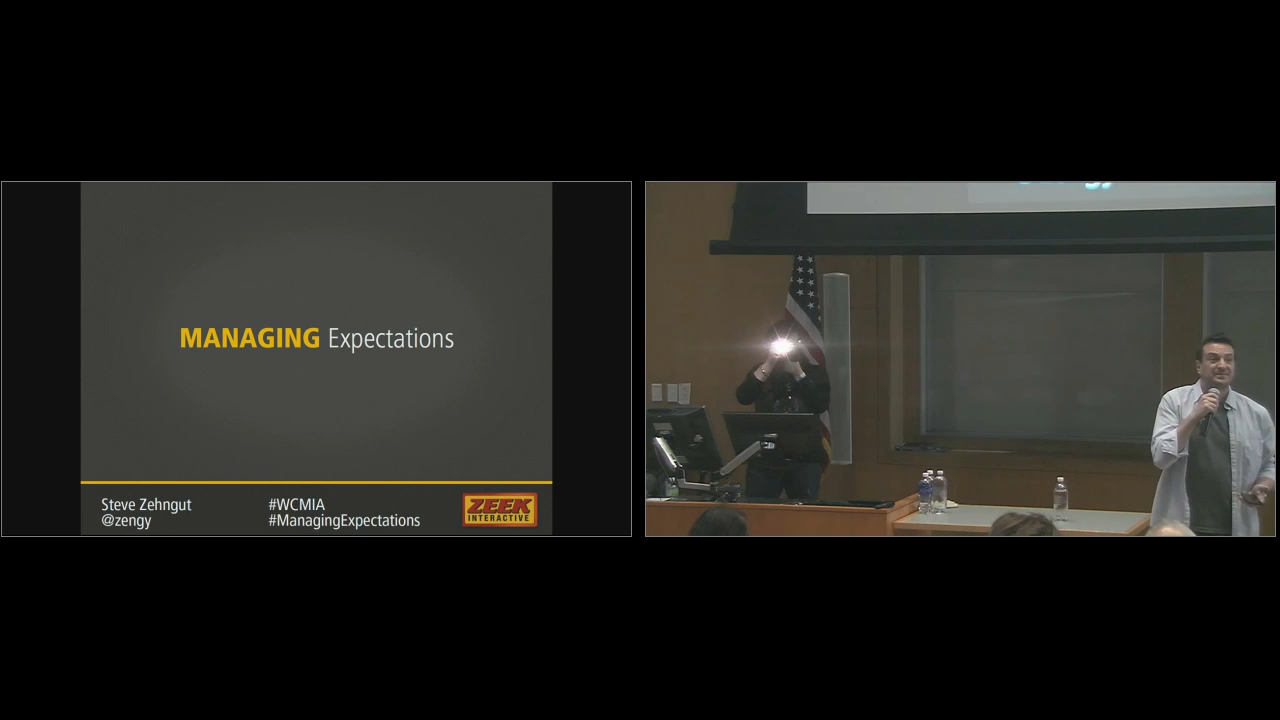 MANAGING Expectations
Steve Zehngut
@zengy
#WCMIA
#ManagingExpectations
ZEEK
INTERACTIVE